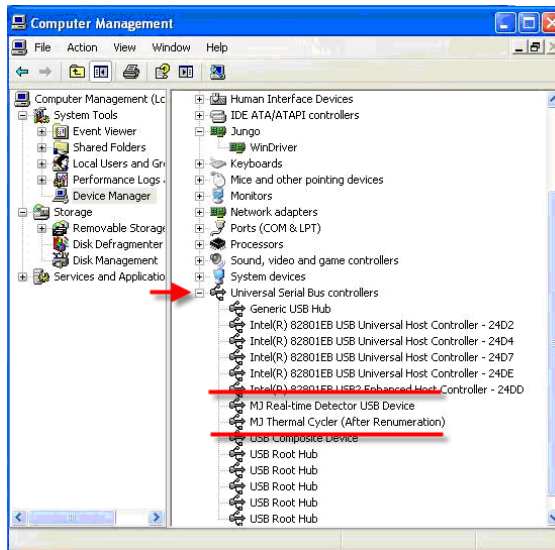 Computer Management
File Action View Window Help
Computer Management (Lc
System Tools
Event Viewer
Shared Folders
Local Users and Gr
Performance Logs
Device Manager
Storage
Removable Storage
Disk Defragmenter
Disk Management
Services and Applicatio
Human Interface Devices
IDE ATA/ATAPI controllers
Jungo
WinDriver
Keyboards
Mice and other pointing devices
Monitors
Network adapters
Ports (COM & LPT)
Processors
Sound, video and game controllers
System devices
Universal Serial Bus controllers
Generic USB Hub
Intel(R) 82801EB USB Universal Host Controller - 24D2
Intel(R) 82801EB USB Universal Host Controller - 24D4
Intel(R) 82801EB USB Universal Host Controller - 24D7
Intel(R) 82801EB USB Universal Host Controller - 24DE
Intel(R) 82801EB USB2 Enhanced Host Controller - 24DD
MJ Real-time Detector USB Device
MJ Thermal Cycler (After Renumeration)
USB Composite Device
USB Root Hub
USB Root Hub
USB Root Hub
USB Root Hub
USB Root Hub